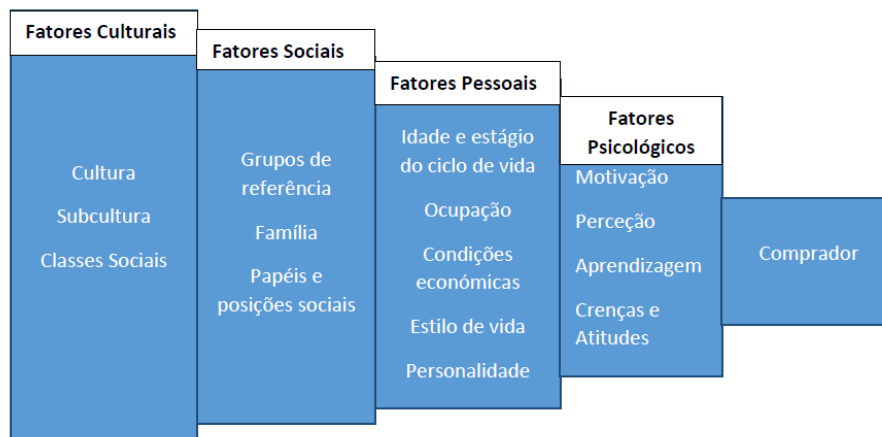 Fatores Culturais
Cultura
Subcultura
Classes Sociais
Fatores Sociais
Grupos de
referência
Família
Papéis e
posições sociais
Fatores Pessoais
Idade e estágio
do ciclo de vida
Ocupação
Condições
económicas
Estilo de vida
Personalidade
Fatores
Psicológicos
Motivação
Perceção
Aprendizagem
Crenças e
Atitudes
Comprador